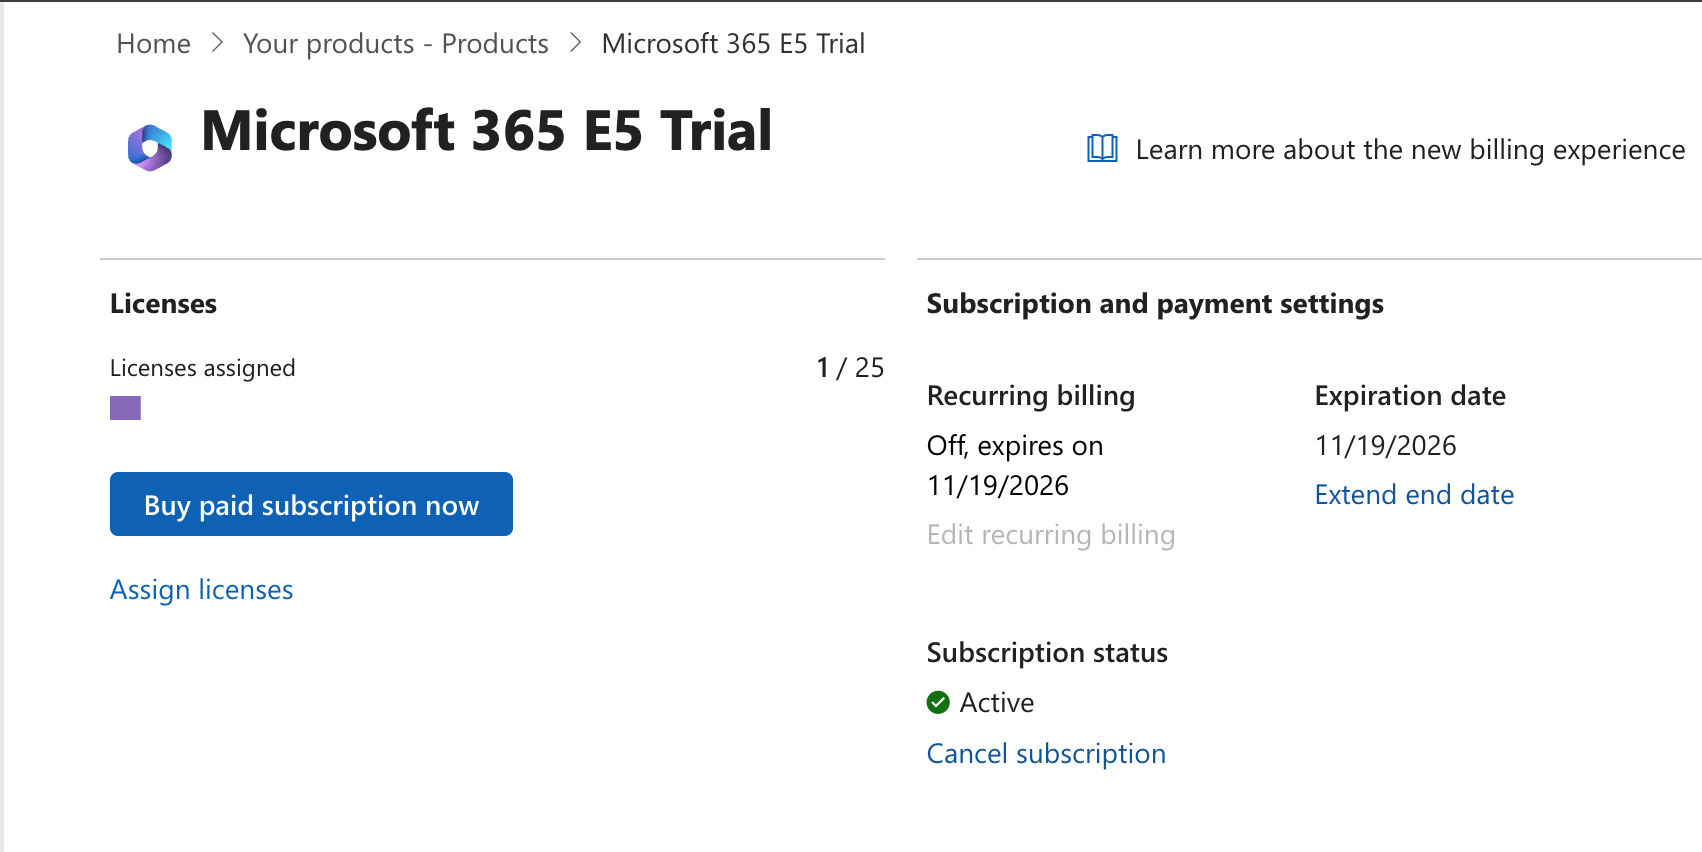 Home > Your products - Products > Microsoft 365 E5 Trial
Microsoft 365 E5 Trial
Learn more about the new billing experience
Licenses
Licenses assigned 1 / 25
Buy paid subscription now
Assign licenses
Subscription and payment settings
Recurring billing
Off, expires on
11/19/2026
Edit recurring billing
Expiration date
11/19/2026
Extend end date
Subscription status
Active
Cancel subscription